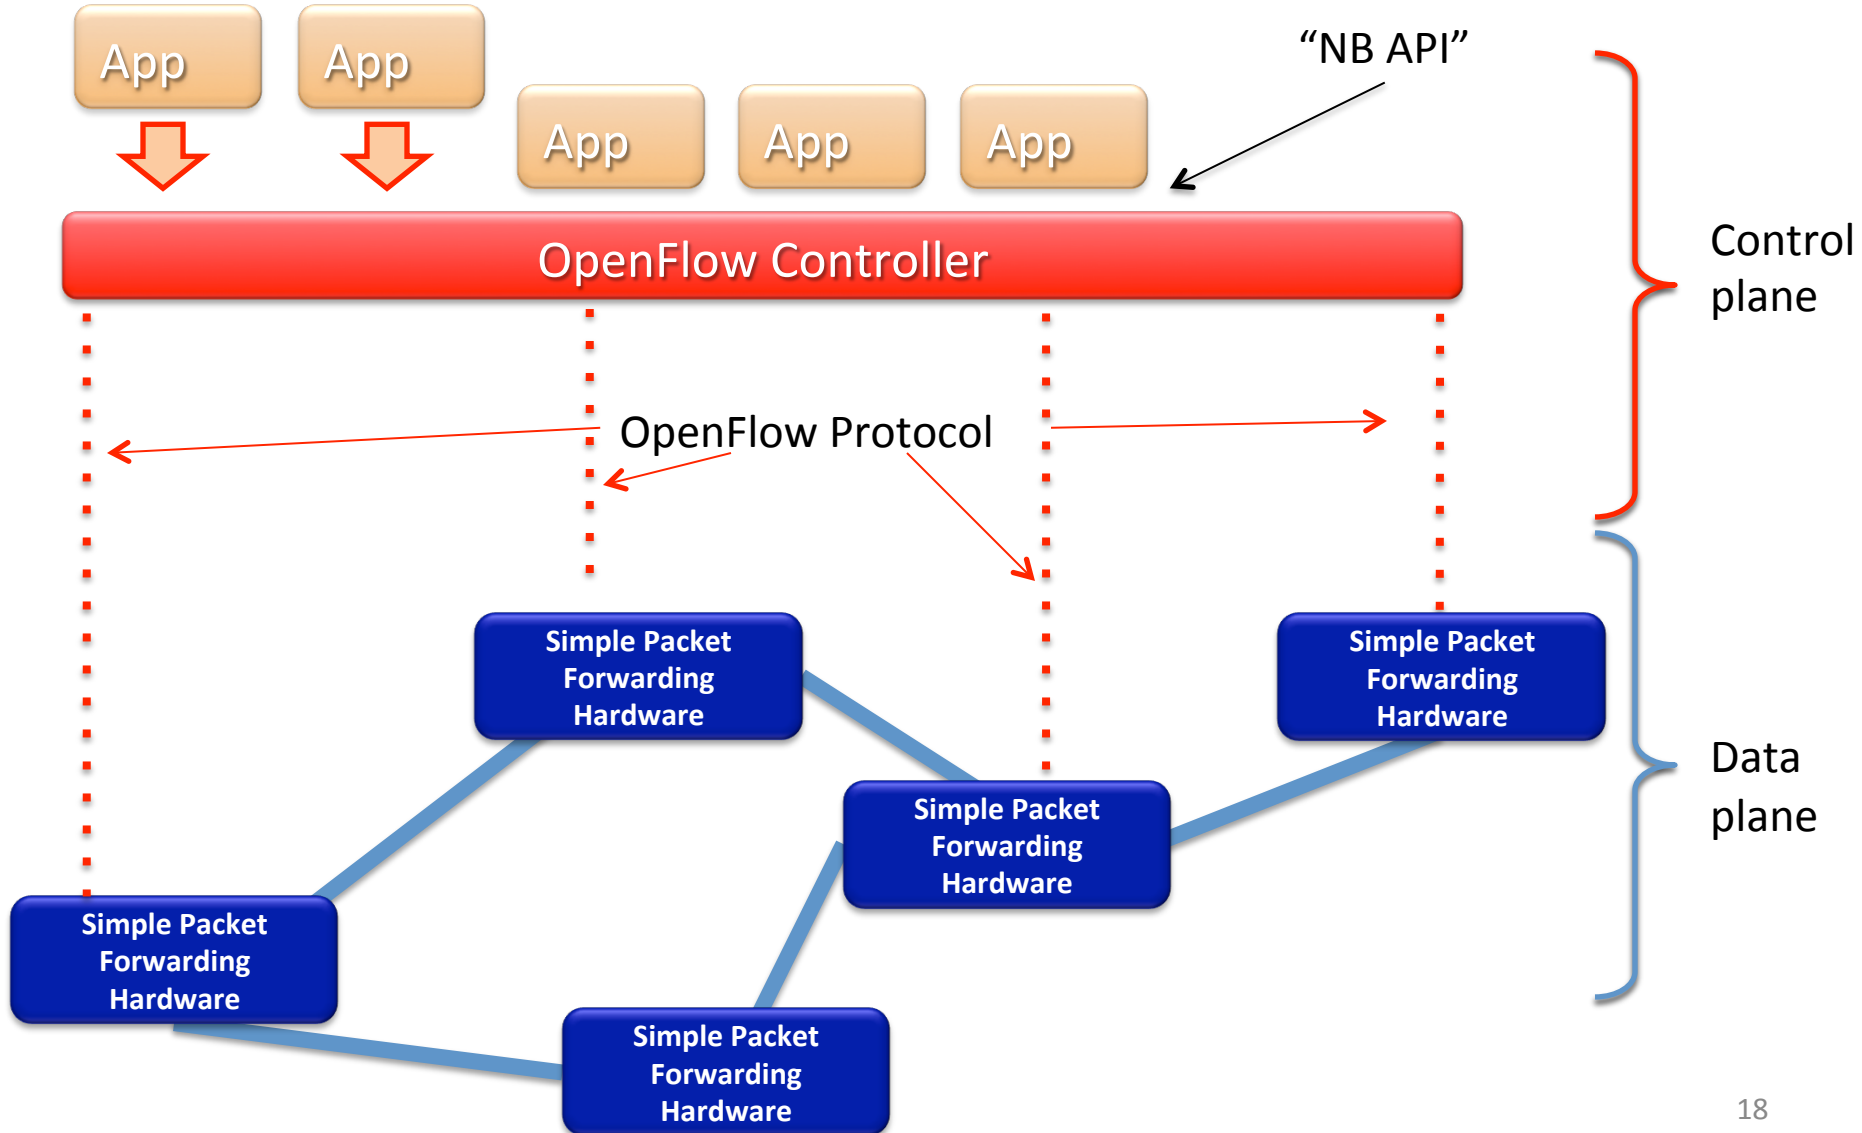 App
App
“NB API”
App
App
App
OpenFlow Controller
Control
plane
OpenFlow Protocol
Simple Packet
Forwarding
Hardware
Simple Packet
Forwarding
Hardware
Data
plane
Simple Packet
Forwarding
Hardware
Simple Packet
Forwarding
Hardware
Simple Packet
Forwarding
Hardware
18